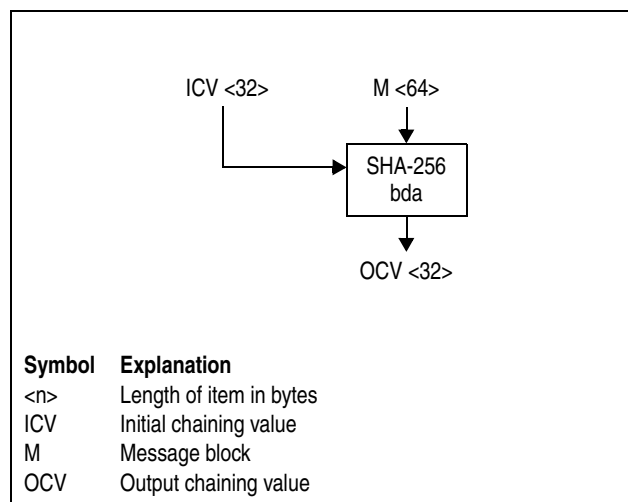 ICV <32> M <64>
SHA-256
bda
OCV <32>
Symbol Explanation
<n> Length of item in bytes
ICV Initial chaining value
M Message block
OCV Output chaining value